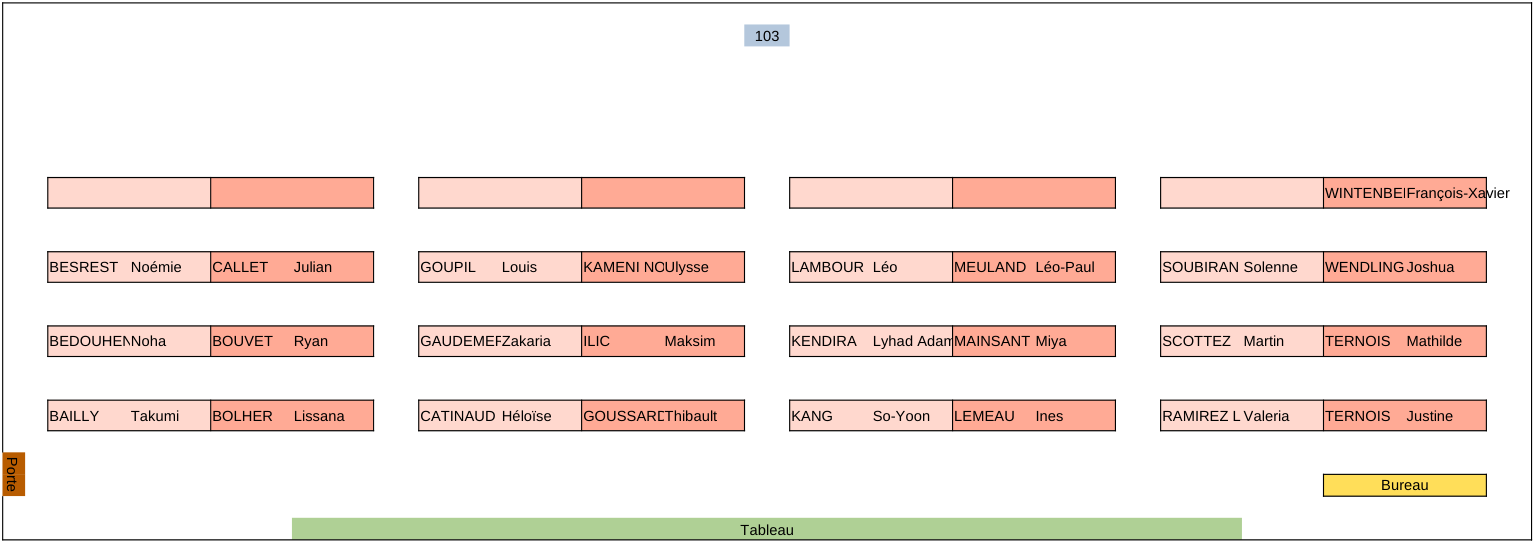 103
WINTENBE François-Xavier
BESREST Noémie CALLET Julian GOUPIL Louis KAMENI NC Ulysse LAMBOUR Léo MEULAND Léo-Paul SOUBIRAN Solenne WENDLING Joshua
BEDOUHEN Noha BOUVET Ryan GAUDEMER Zakaria ILIC Maksim KENDIRA Lyhad Adam MAINSANT Miya SCOTTEZ Martin TERNOIS Mathilde
BAILLY Takumi BOLHER Lissana CATINAUD Héloïse GOUSSARD Thibault KANG So-Yoon LEMEAU Ines RAMIREZ L Valeria TERNOIS Justine
Porte
Bureau
Tableau